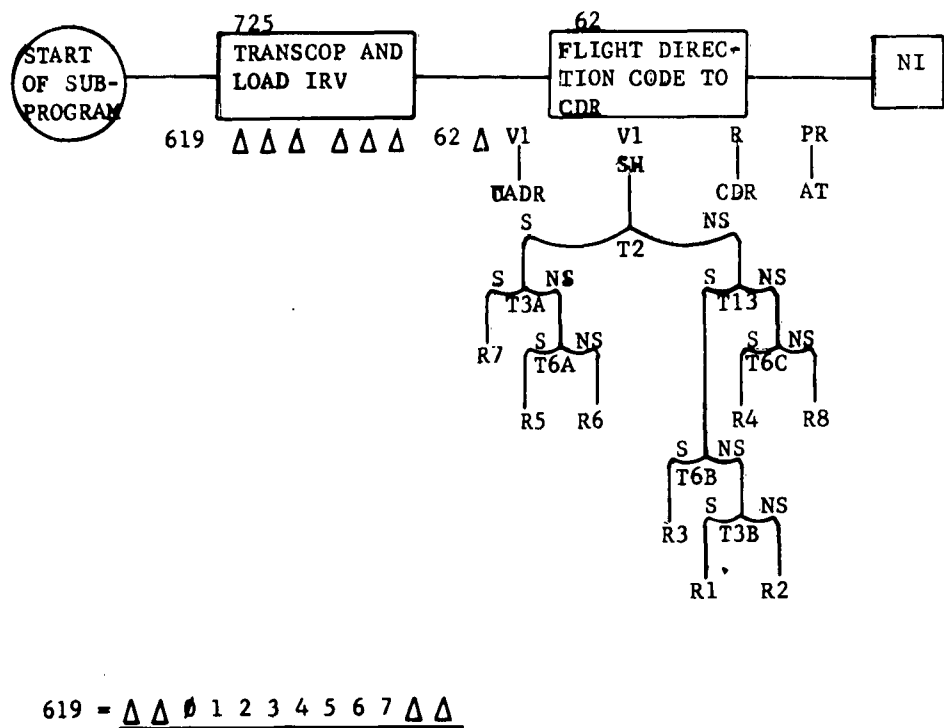 725
62
START
OF SUB-
PROGRAM
TRANSCOP AND
LOAD IRV
FLIGHT DIREC-
TION CODE TO
CDR
NI
619 Δ Δ Δ Δ Δ Δ 62 Δ V1 V1 R PR
SH
UADR CDR AT
S T2 NS
S T3A NS S T13 NS
R7 S T6A NS S T6C NS
R5 R6 R4 R8
S T6B NS
R3 S T3B NS
R1 R2
619 = Δ Δ Ø 1 2 3 4 5 6 7 Δ Δ